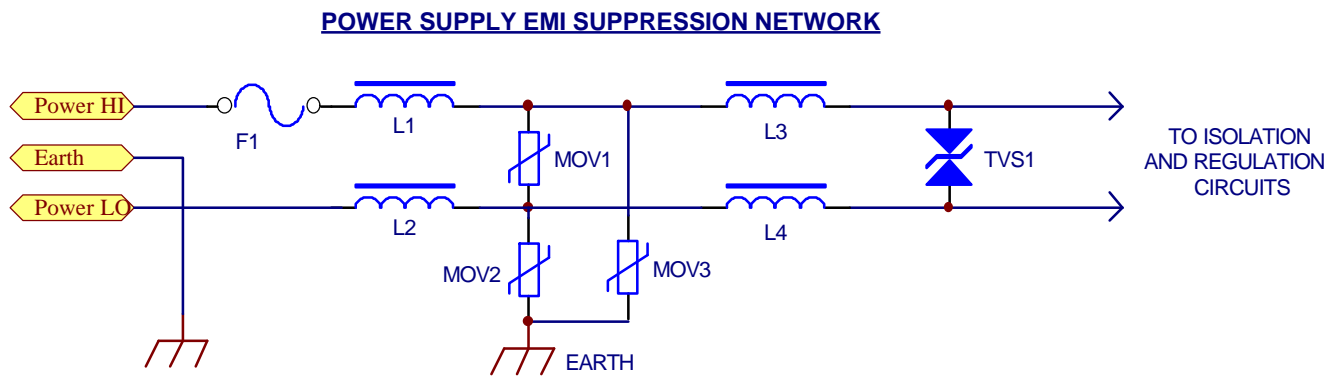 POWER SUPPLY EMI SUPPRESSION NETWORK
Power HI
F1
L1
L3
Earth
MOV1
TVS1
TO ISOLATION
AND REGULATION
CIRCUITS
Power LO
L2
L4
MOV2
MOV3
EARTH